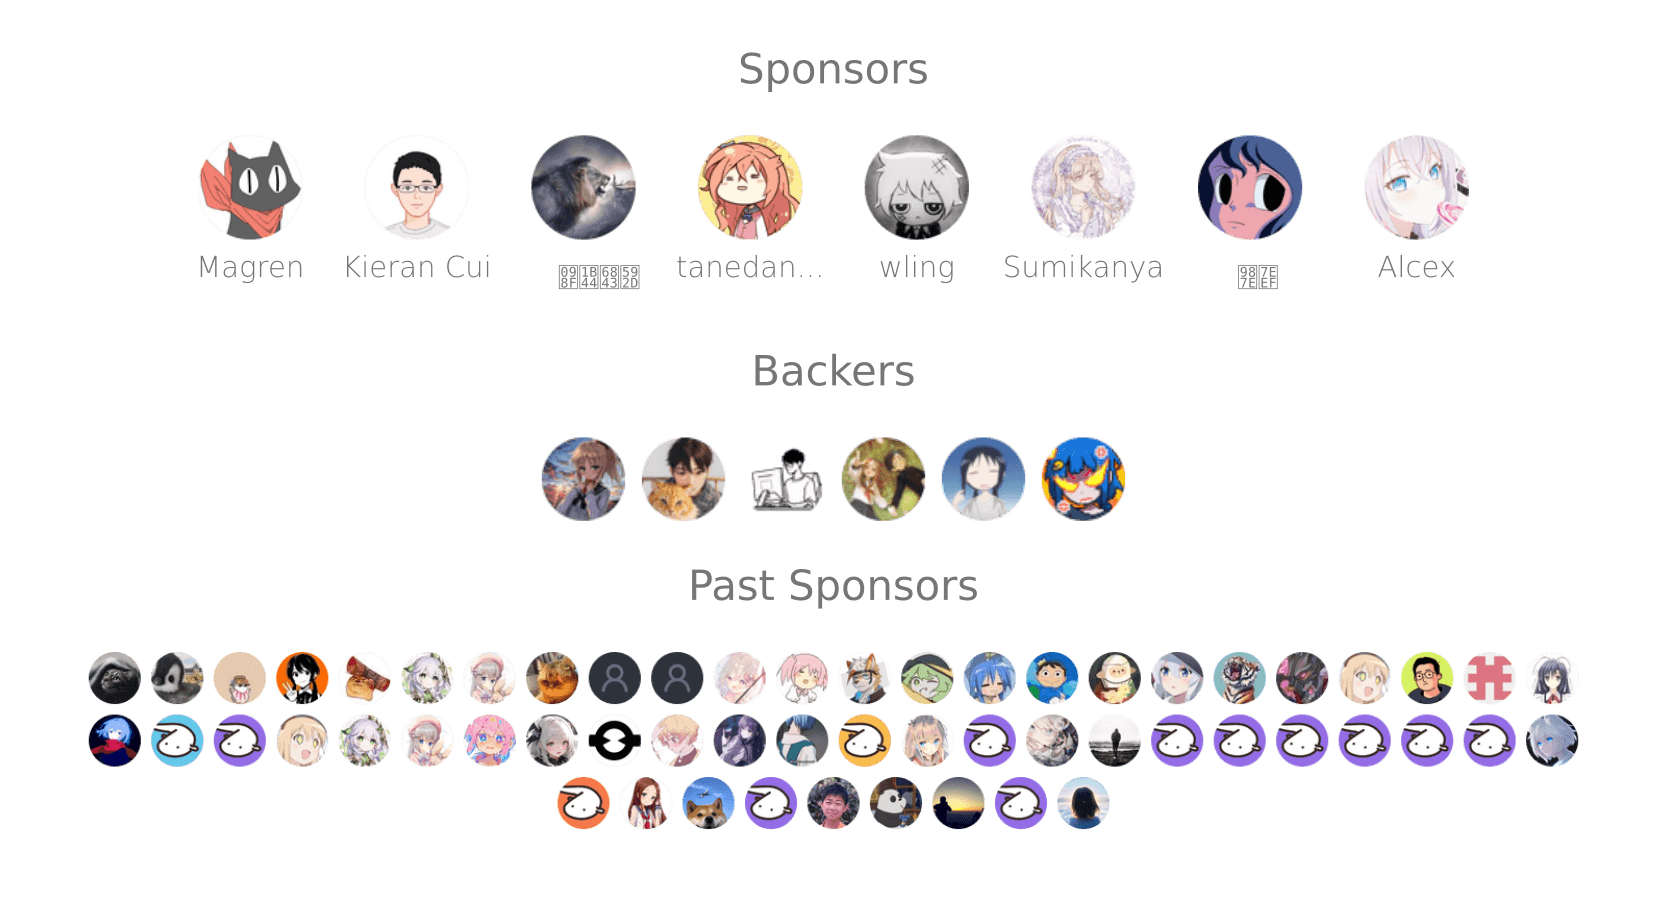 Sponsors
Magren Kieran Cui tanedan... wling Sumikanya Alcex
Backers
Past Sponsors